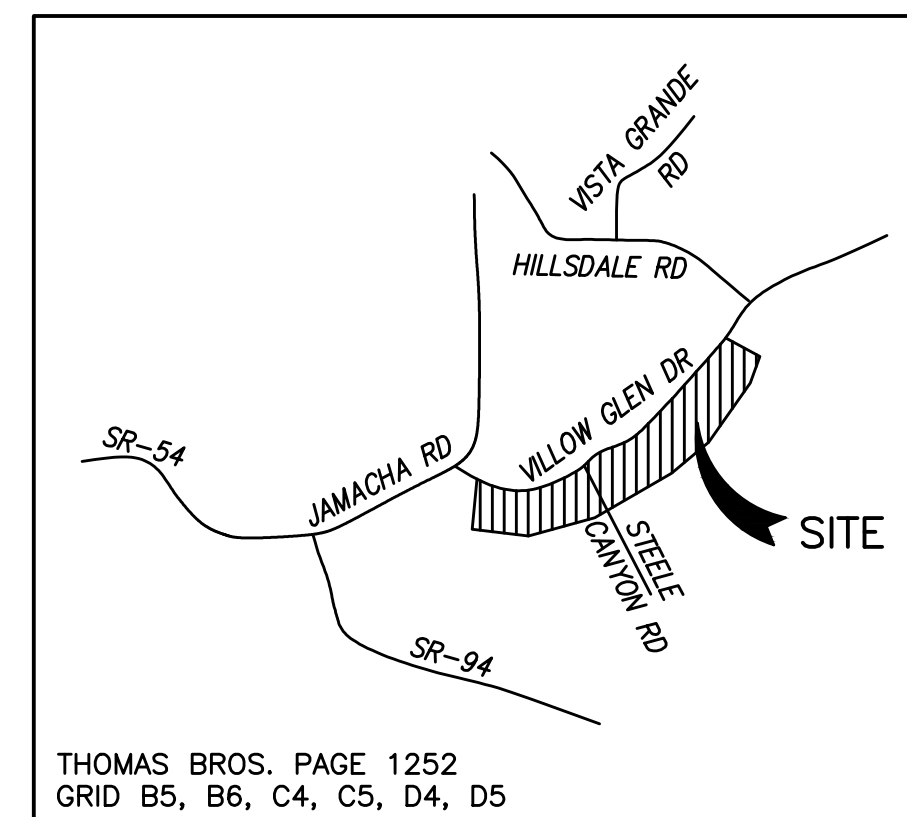 VISTA GRANDE
RD
HILLSDALE RD
VILLOW GLEN DR
SR-54
JAMACHA RD
STEELE
CANYON RD
SITE
SR-94
THOMAS BROS. PAGE 1252
GRID B5, B6, C4, C5, D4, D5